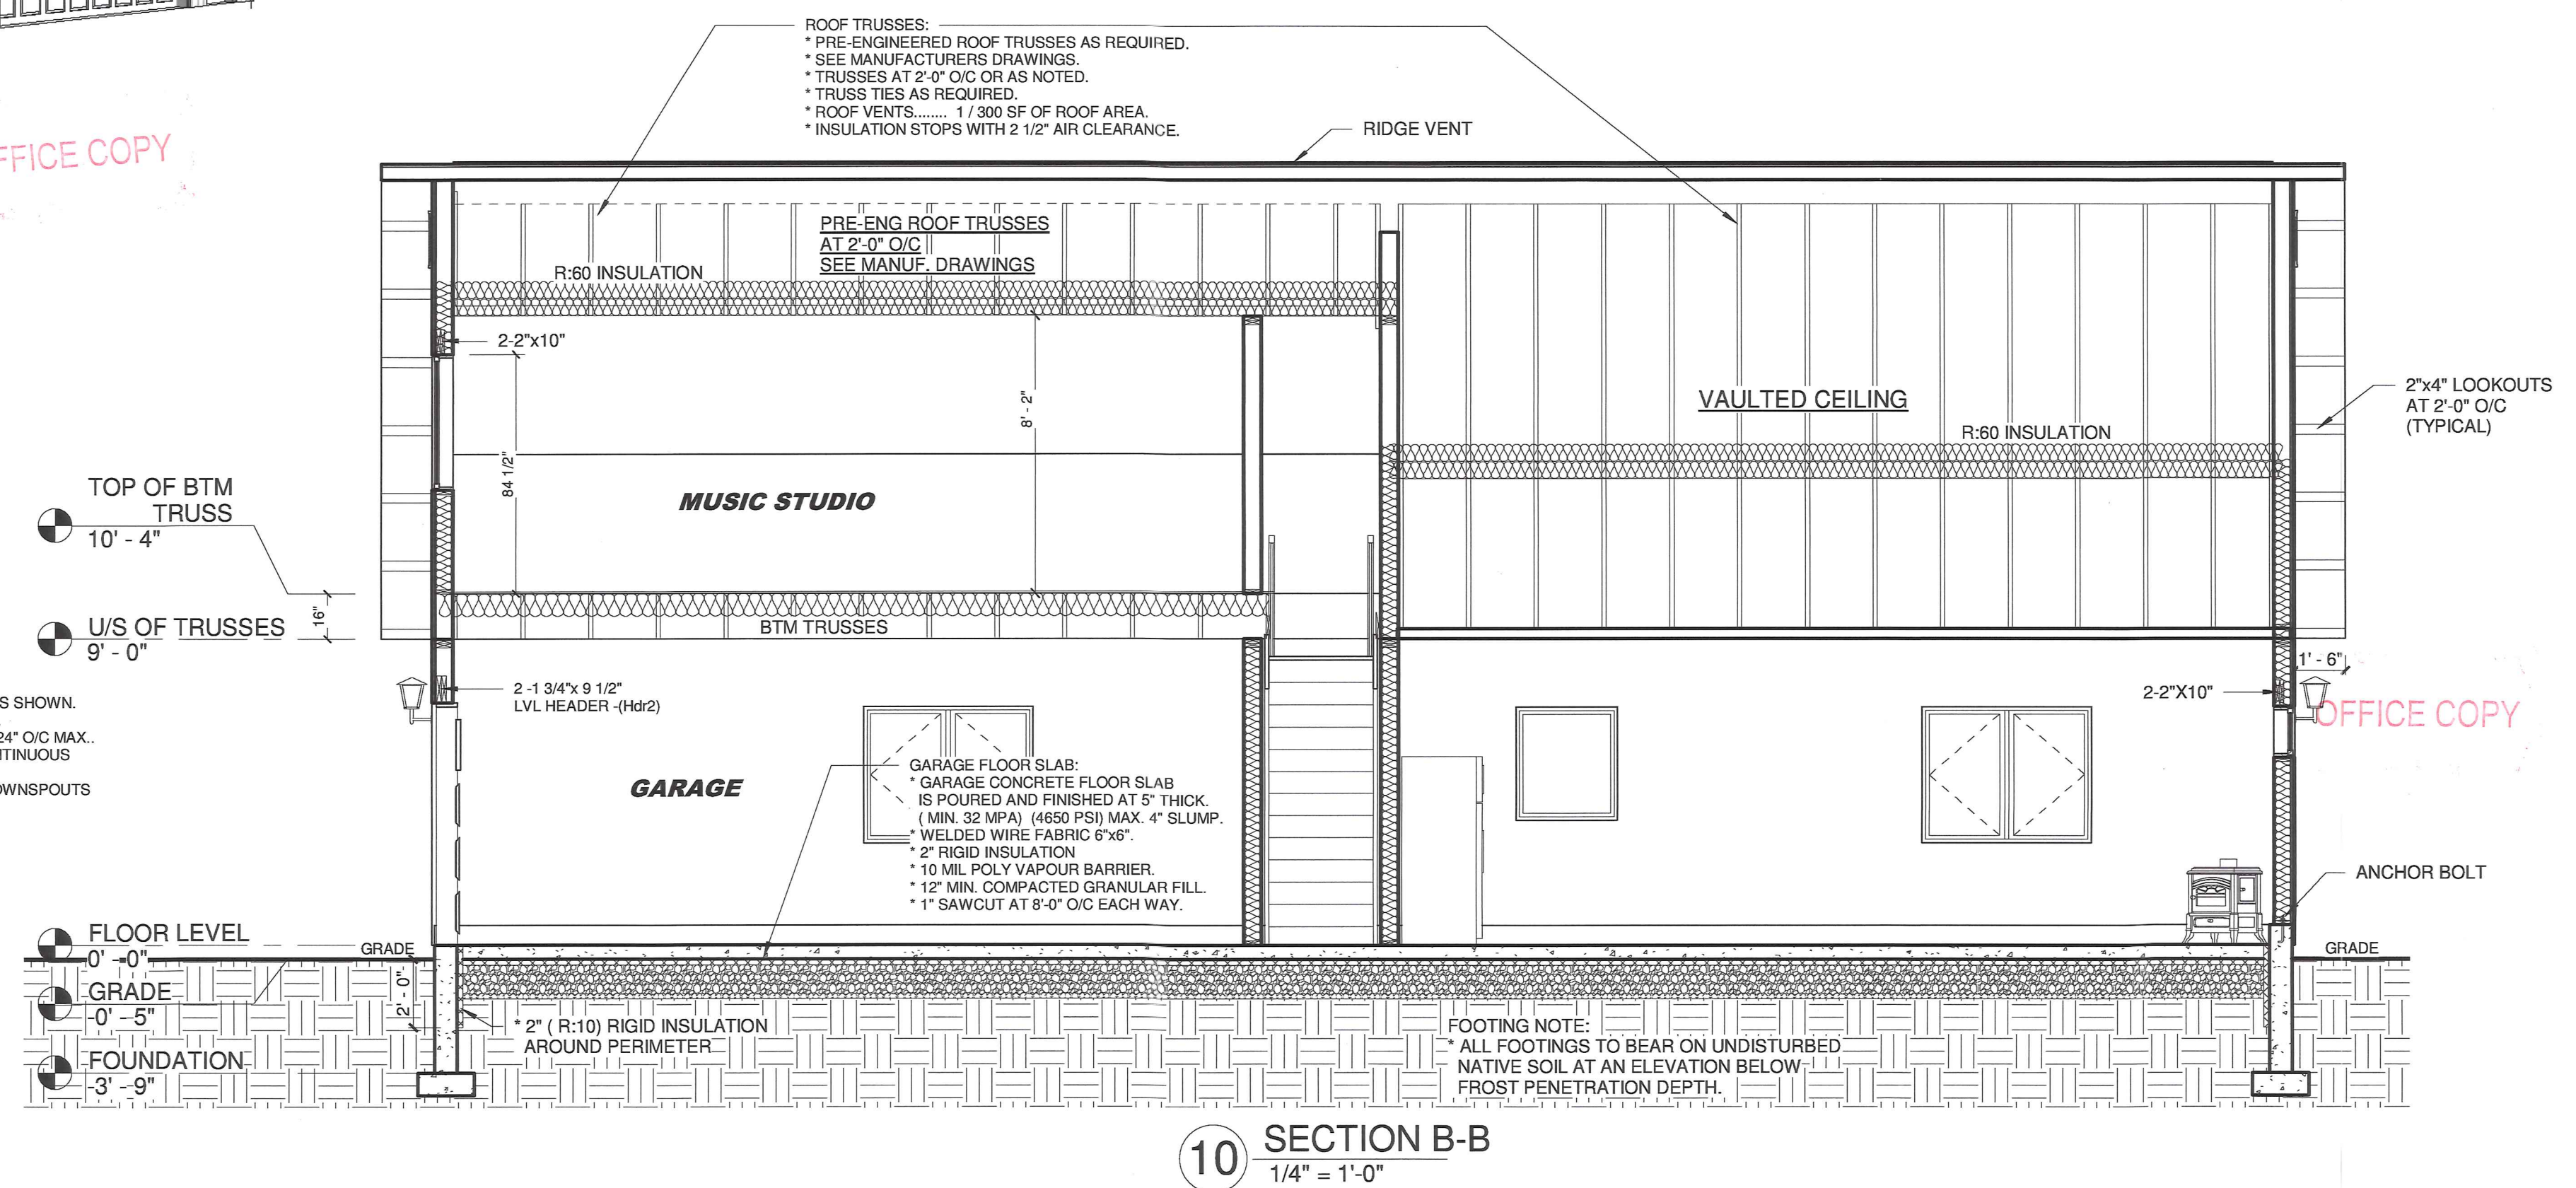 ROOF TRUSSES:
* PRE-ENGINEERED ROOF TRUSSES AS REQUIRED.
* SEE MANUFACTURERS DRAWINGS.
* TRUSSES AT 2'-0" O/C OR AS NOTED.
* TRUSS TIES AS REQUIRED.
* ROOF VENTS........ 1 / 300 SF OF ROOF AREA.
* INSULATION STOPS WITH 2 1/2" AIR CLEARANCE.
RIDGE VENT
FFICE COPY
PRE-ENG ROOF TRUSSES
AT 2'-0" O/C
SEE MANUF. DRAWINGS
R:60 INSULATION
2-2"x10"
8' - 2"
84 1/2"
VAULTED CEILING
R:60 INSULATION
2"x4" LOOKOUTS
AT 2'-0" O/C
(TYPICAL)
MUSIC STUDIO
TOP OF BTM
TRUSS
10' - 4"
16"
U/S OF TRUSSES
9' - 0"
BTM TRUSSES
1' - 6"
2 -1 3/4"x 9 1/2"
LVL HEADER -(Hdr2)
2-2"X10"
OFFICE COPY
S SHOWN.
24" O/C MAX..
TINUOUS
OWNSPOUTS
GARAGE
GARAGE FLOOR SLAB:
* GARAGE CONCRETE FLOOR SLAB
IS POURED AND FINISHED AT 5" THICK.
( MIN. 32 MPA) (4650 PSI) MAX. 4" SLUMP.
* WELDED WIRE FABRIC 6"x6".
* 2" RIGID INSULATION
* 10 MIL POLY VAPOUR BARRIER.
* 12" MIN. COMPACTED GRANULAR FILL.
* 1" SAWCUT AT 8'-0" O/C EACH WAY.
ANCHOR BOLT
FLOOR LEVEL
0' - 0"
GRADE
GRADE
GRADE
-0' - 5"
2' - 0"
* 2" ( R:10) RIGID INSULATION
AROUND PERIMETER
FOOTING NOTE:
* ALL FOOTINGS TO BEAR ON UNDISTURBED
NATIVE SOIL AT AN ELEVATION BELOW
FROST PENETRATION DEPTH.
FOUNDATION
-3' - 9"
10 SECTION B-B
1/4" = 1'-0"